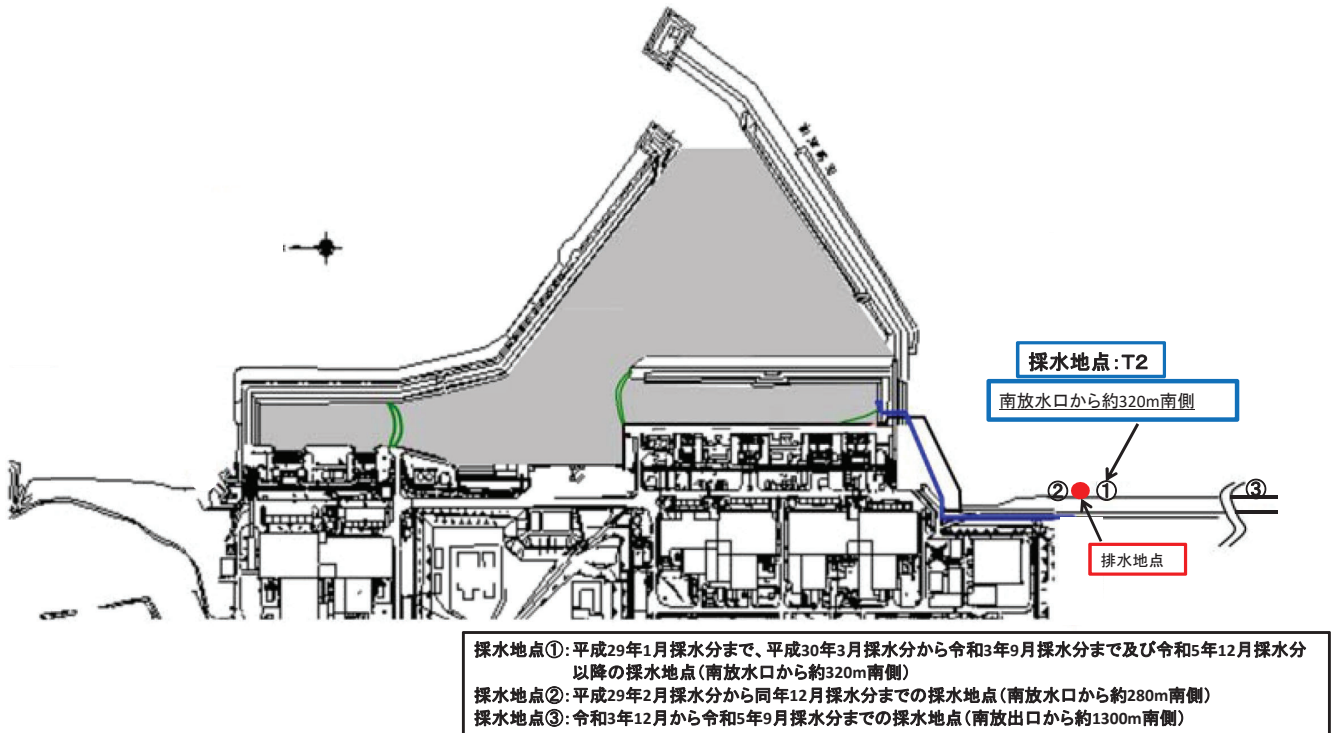 採水地点:T2
南放水口から約320m南側
② ① ③
排水地点
採水地点①:平成29年1月採水分まで、平成30年3月採水分から令和3年9月採水分まで及び令和5年12月採水分
以降の採水地点(南放水口から約320m南側)
採水地点②:平成29年2月採水分から同年12月採水分までの採水地点(南放水口から約280m南側)
採水地点③:令和3年12月から令和5年9月採水分までの採水地点(南放出口から約1300m南側)